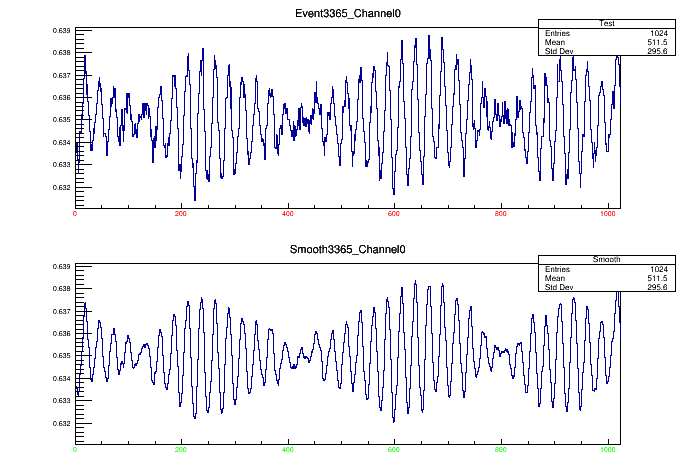 Event3365_Channel0
Test
Entries 1024
Mean 511.5
Std Dev 295.6
0.639
0.638
0.637
0.636
0.635
0.634
0.633
0.632
0 200 400 600 800 1000
Smooth3365_Channel0
Smooth
Entries 1024
Mean 511.5
Std Dev 295.6
0.639
0.638
0.637
0.636
0.635
0.634
0.633
0.632
0 200 400 600 800 1000